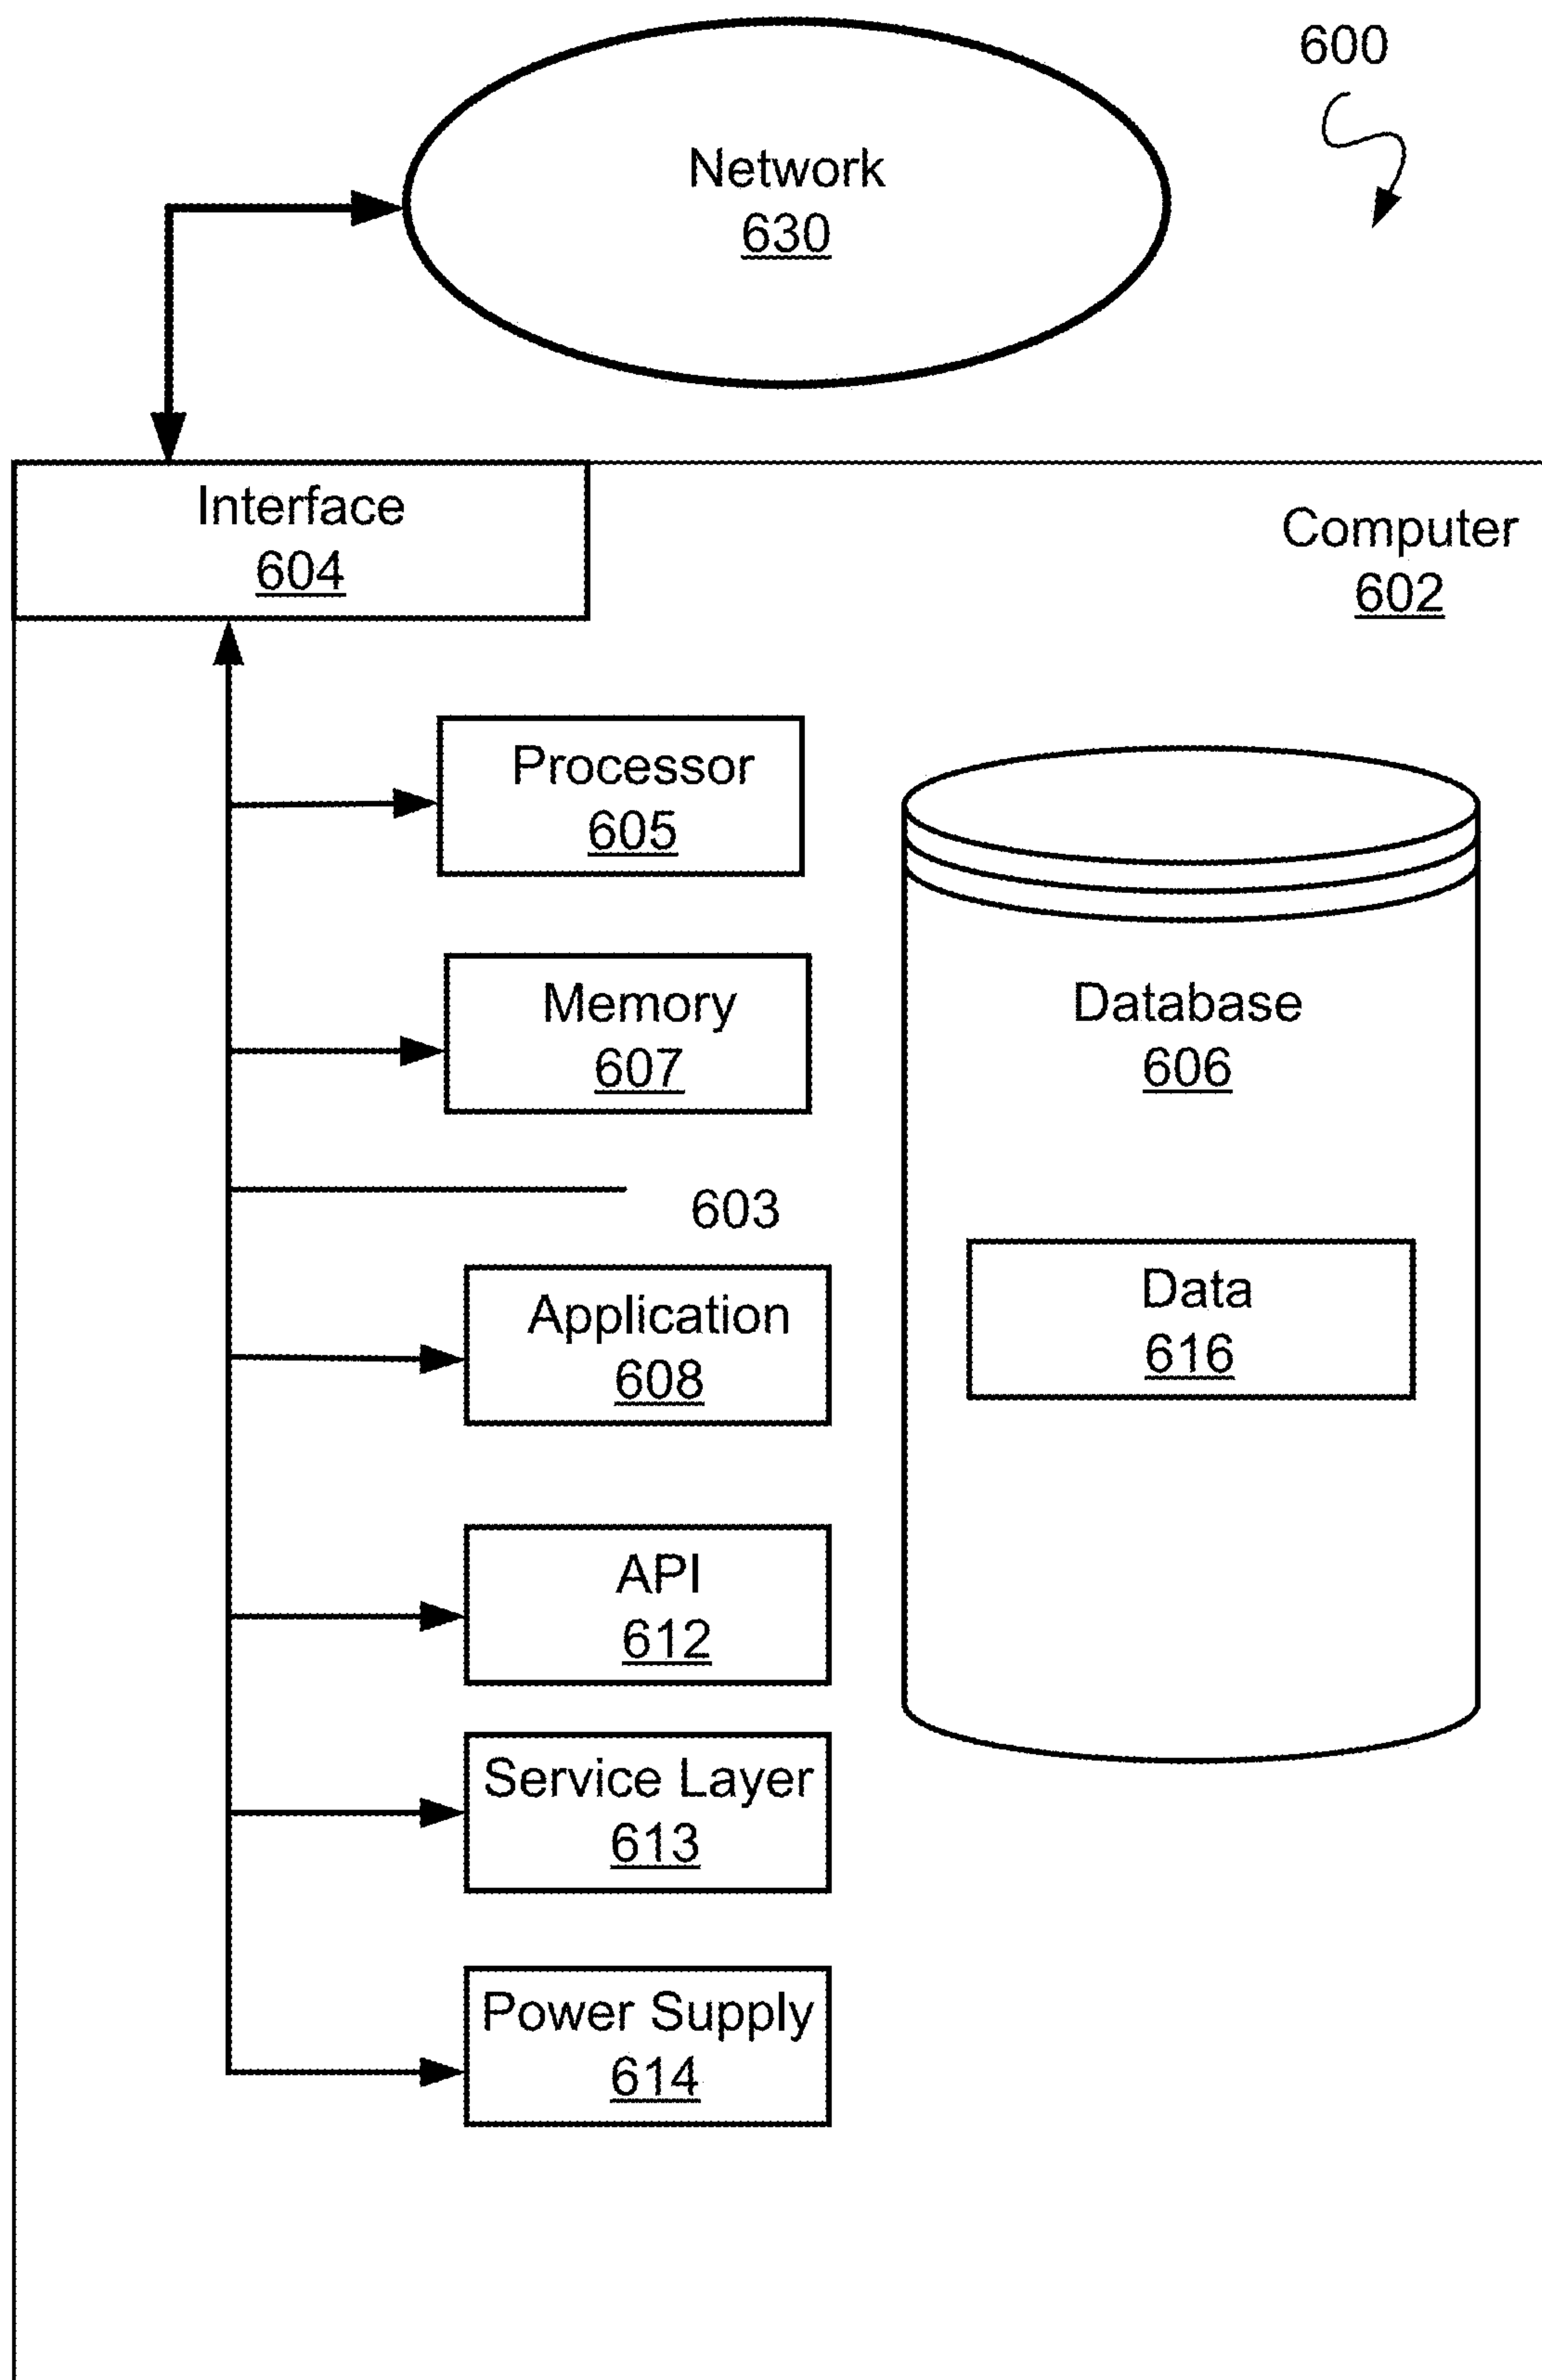 600
Network
630
Interface
604
Computer
602
Processor
605
Memory
607
Database
606
603
Data
616
Application
608
API
612
Service Layer
613
Power Supply
614